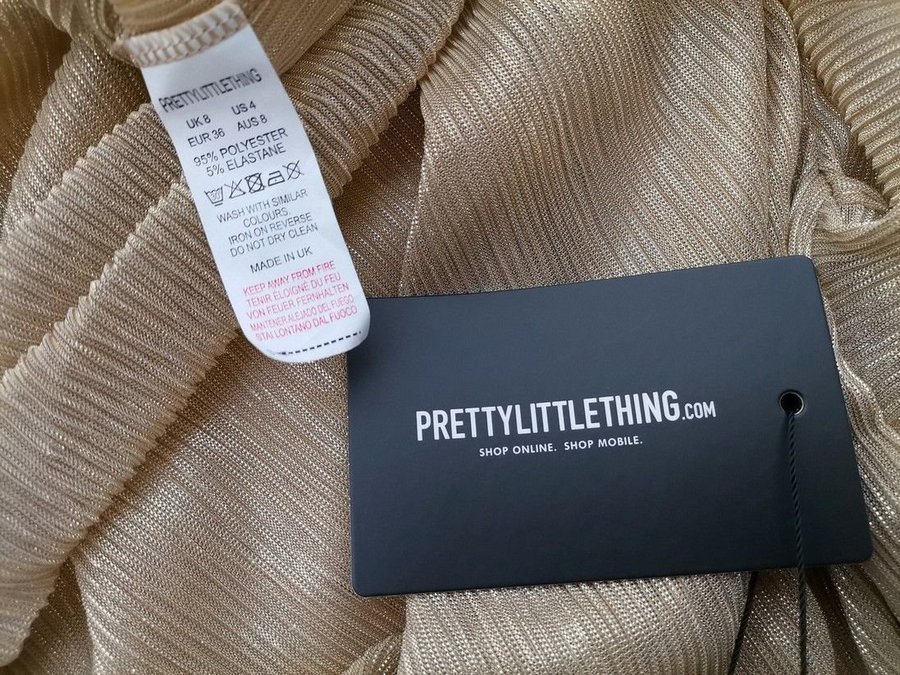 PRETTYLITTLETHING
UK 8 US 4
EUR 36 AUS 8
95% POLYESTER
5% ELASTANE
WASH WITH SIMILAR
COLOURS.
IRON ON REVERSE
DO NOT DRY CLEAN
MADE IN UK
KEEP AWAY FROM FIRE
TENIR ÉLOIGNÉ DU FEU
VON FEUER FERNHALTEN
MANTENER ALEJADO DEL FUEGO
STAI LONTANO DAL FUOCO
PRETTYLITTLETHING.COM
SHOP ONLINE. SHOP MOBILE.